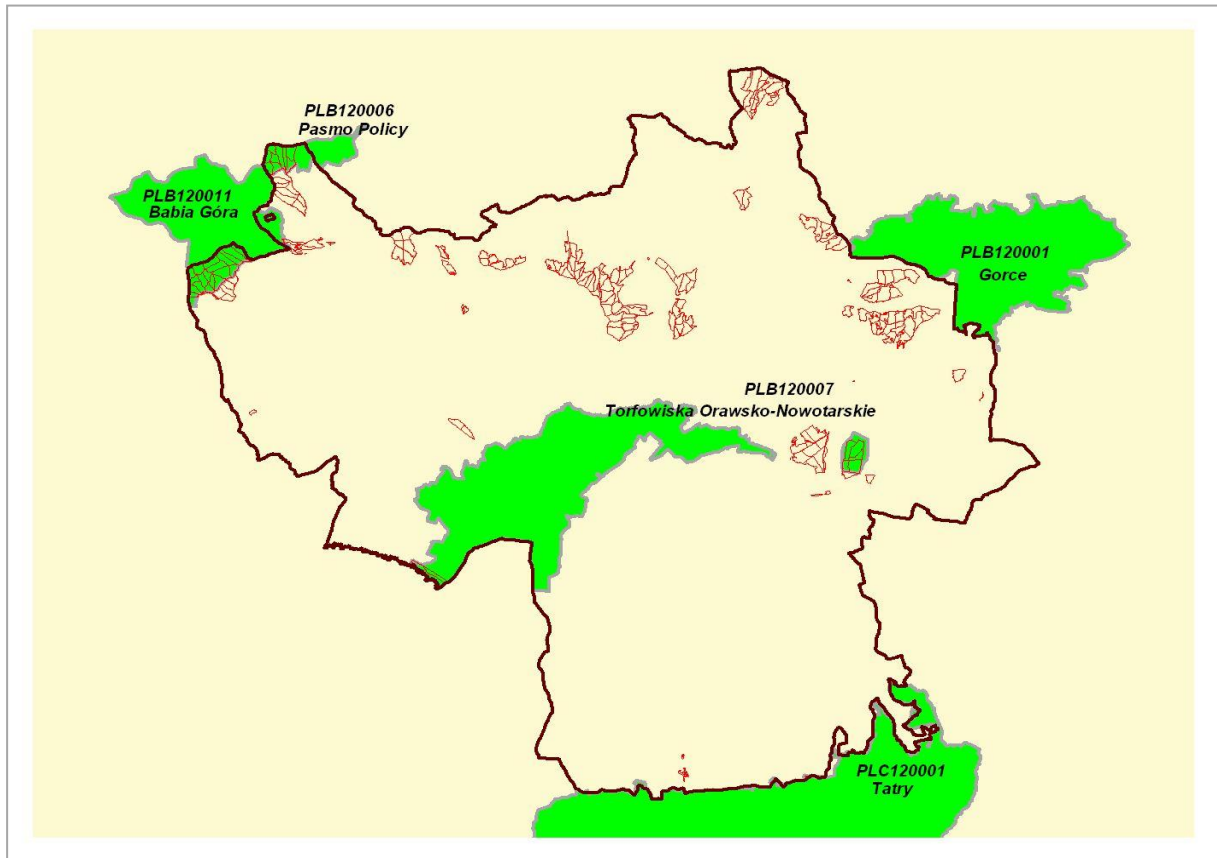 PLB120006
Pasmo Policy
PLB120011
Babia Góra
PLB120001
Gorce
PLB120007
Torfowiska Orawsko-Nowotarskie
PLC120001
Tatry